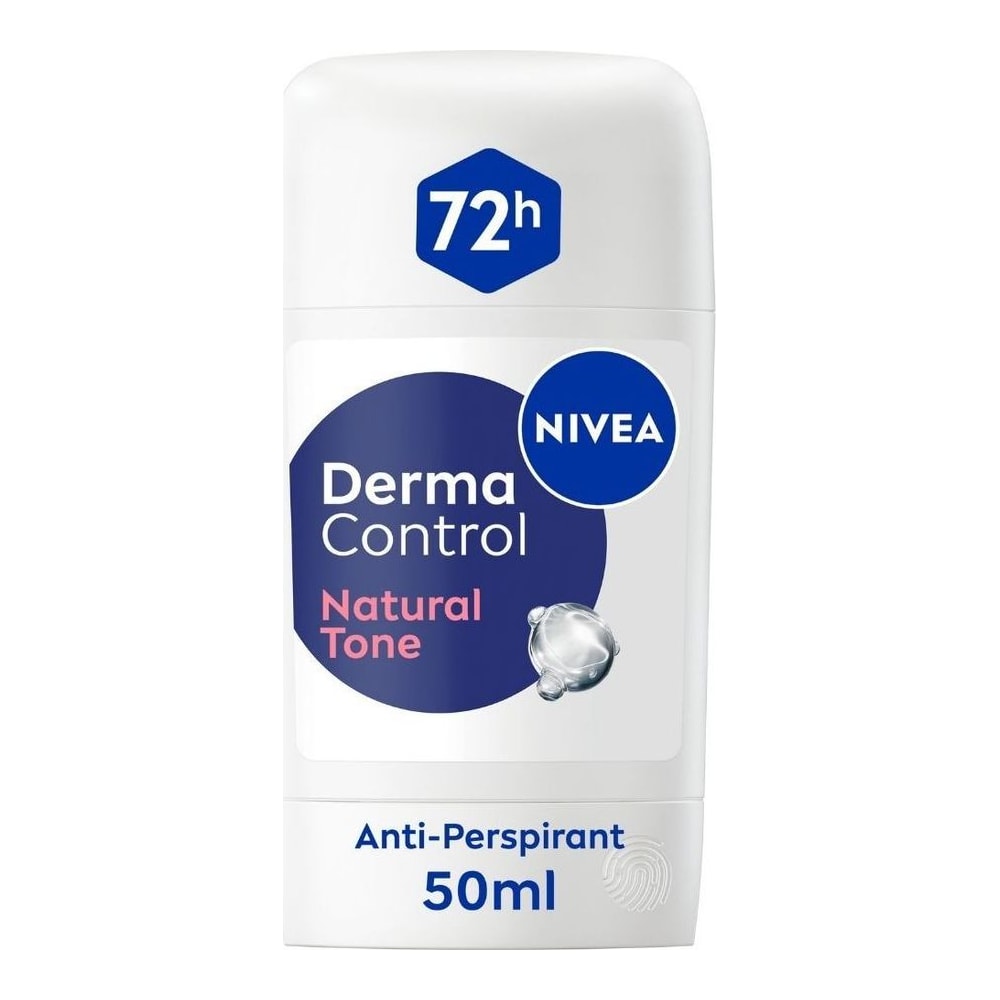 72h
NIVEA
Derma
Control
Natural
Tone
Anti-Perspirant
50ml